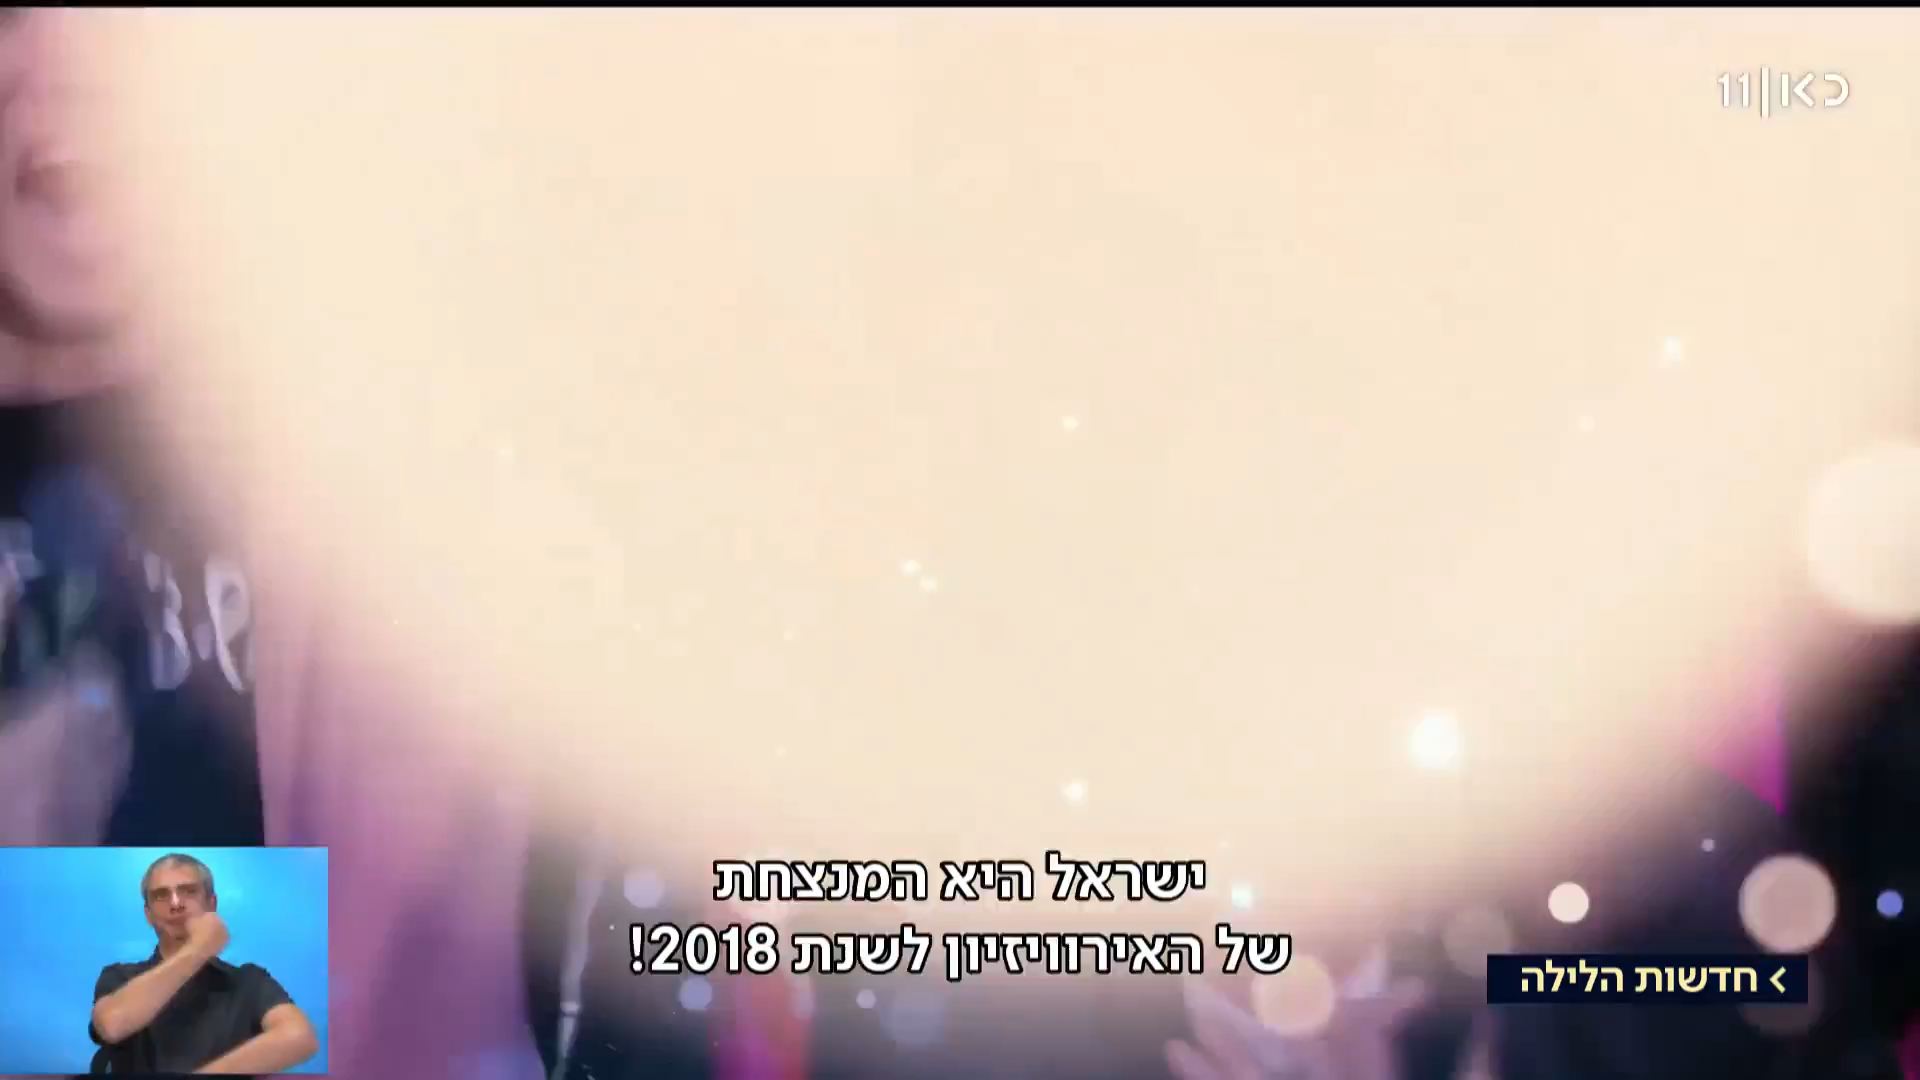 כאן|11
ישראל היא המנצחת
של האירוויזיון לשנת 2018!
חדשות הלילה